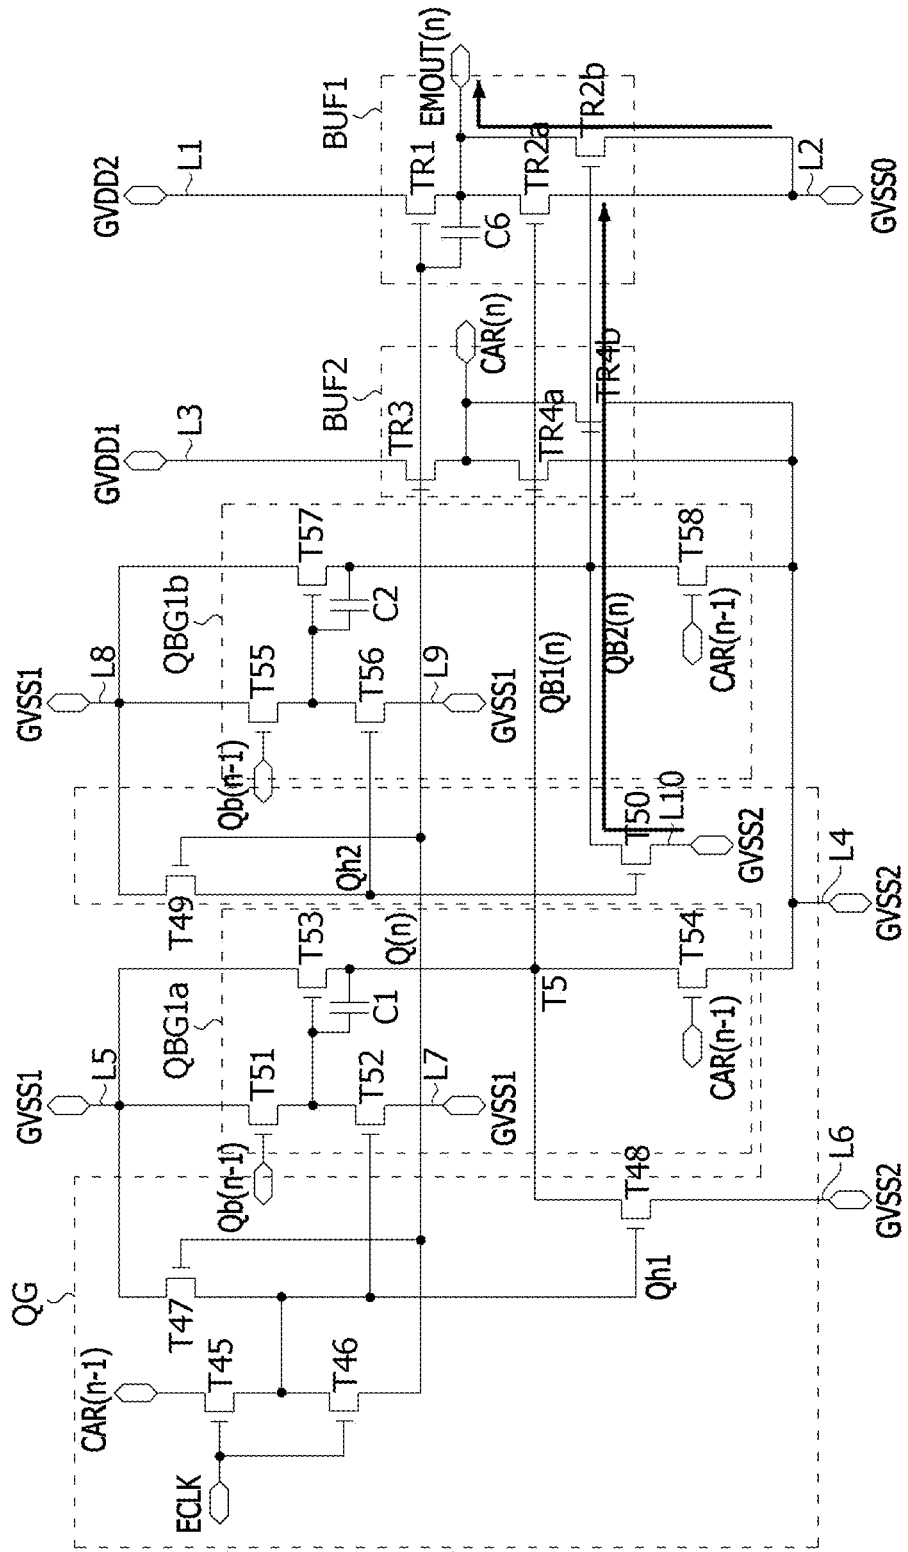 GVDD2
L1
BUF1
EMOUT(n)
TR1
C6
TR2a
TR2b
L2
GVSS0
GVDD1
L3
BUF2
CAR(n)
TR3
TR4a
TR4b
GVSS1
L8
QBG1b
T57
T55
C2
T56
L9
GVSS1
Qb(n-1)
QB1(n)
QB2(n)
T58
CAR(n-1)
T49
Qh2
T50
L10
GVSS2
L4
GVSS2
Q(n)
GVSS1
L5
QBG1a
T53
T51
C1
T52
L7
GVSS1
Qb(n-1)
T5
T54
CAR(n-1)
T48
L6
GVSS2
Qh1
QG
T47
CAR(n-1)
T45
T46
ECLK